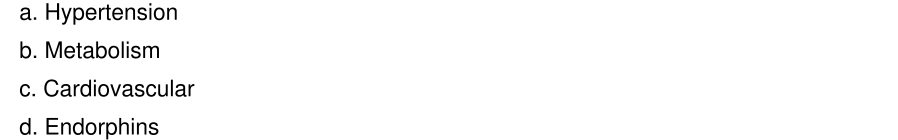 a. Hypertension
b. Metabolism
c. Cardiovascular
d. Endorphins